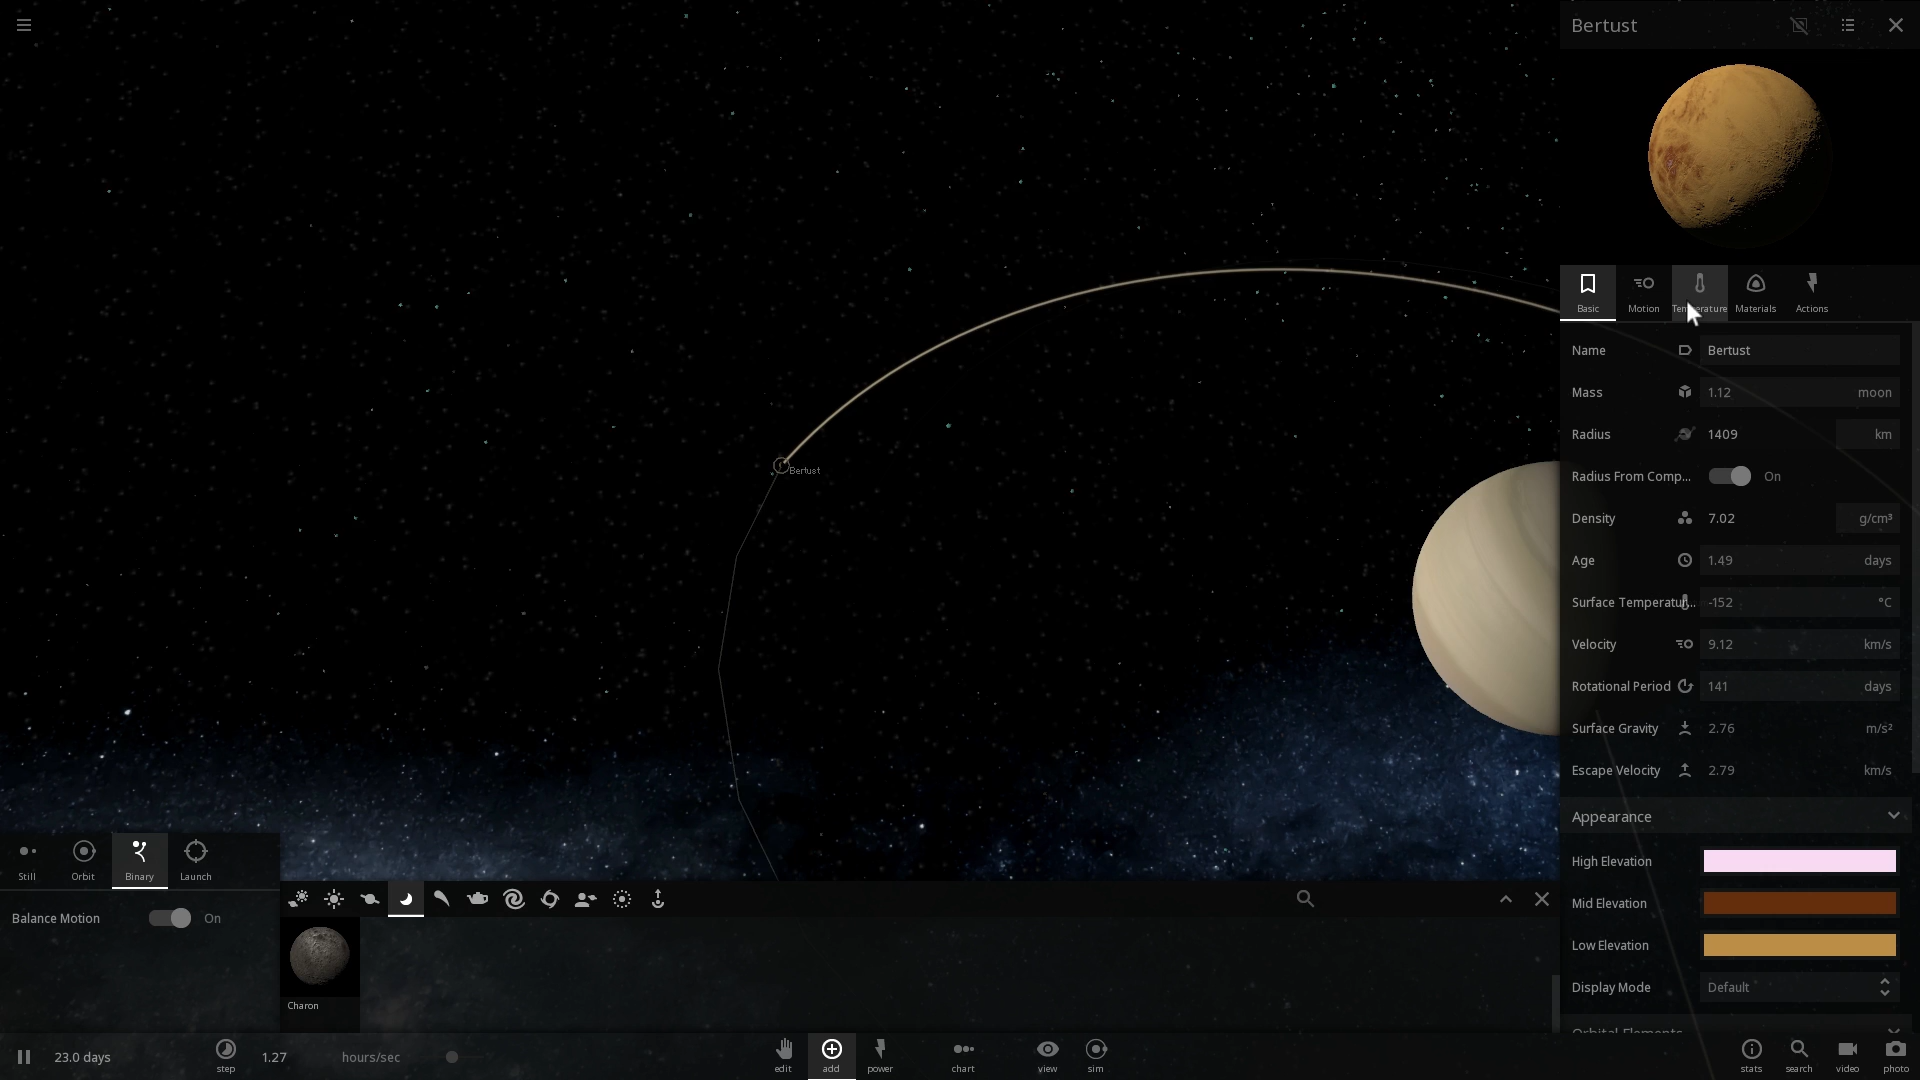 Bertust
Basic
Motion
Temperature
Materials
Actions
Name
Bertust
Mass
1.12
moon
Radius
1409
km
Radius From Comp...
On
Density
7.02
g/cm³
Age
1.49
days
Surface Temperatur...
-152
°C
Velocity
9.12
km/s
Rotational Period
141
days
Surface Gravity
2.76
m/s²
Escape Velocity
2.79
km/s
Appearance
High Elevation
Mid Elevation
Low Elevation
Display Mode
Default
Orbital Elements
Bertust
Still
Orbit
Binary
Launch
Balance Motion
On
Charon
23.0 days
step
1.27
hours/sec
edit
add
power
chart
view
sim
stats
search
video
photo